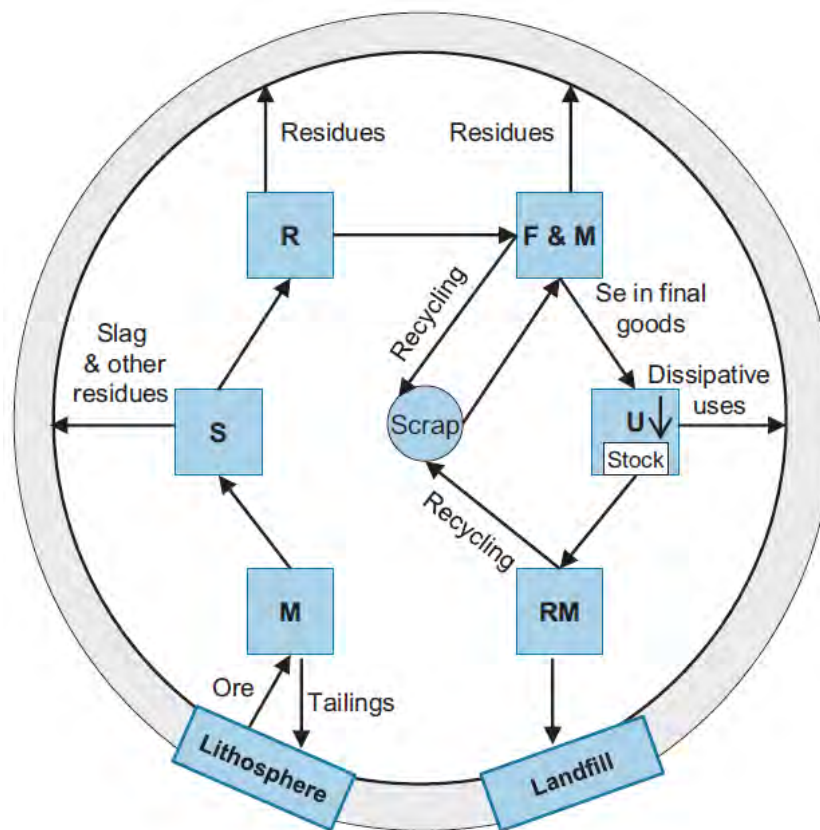 Residues
Residues
R
F & M
Recycling
Se in final
goods
Slag
& other
residues
Dissipative
uses
S
Scrap
U
Stock
Recycling
M
RM
Ore
Tailings
Lithosphere
Landfill